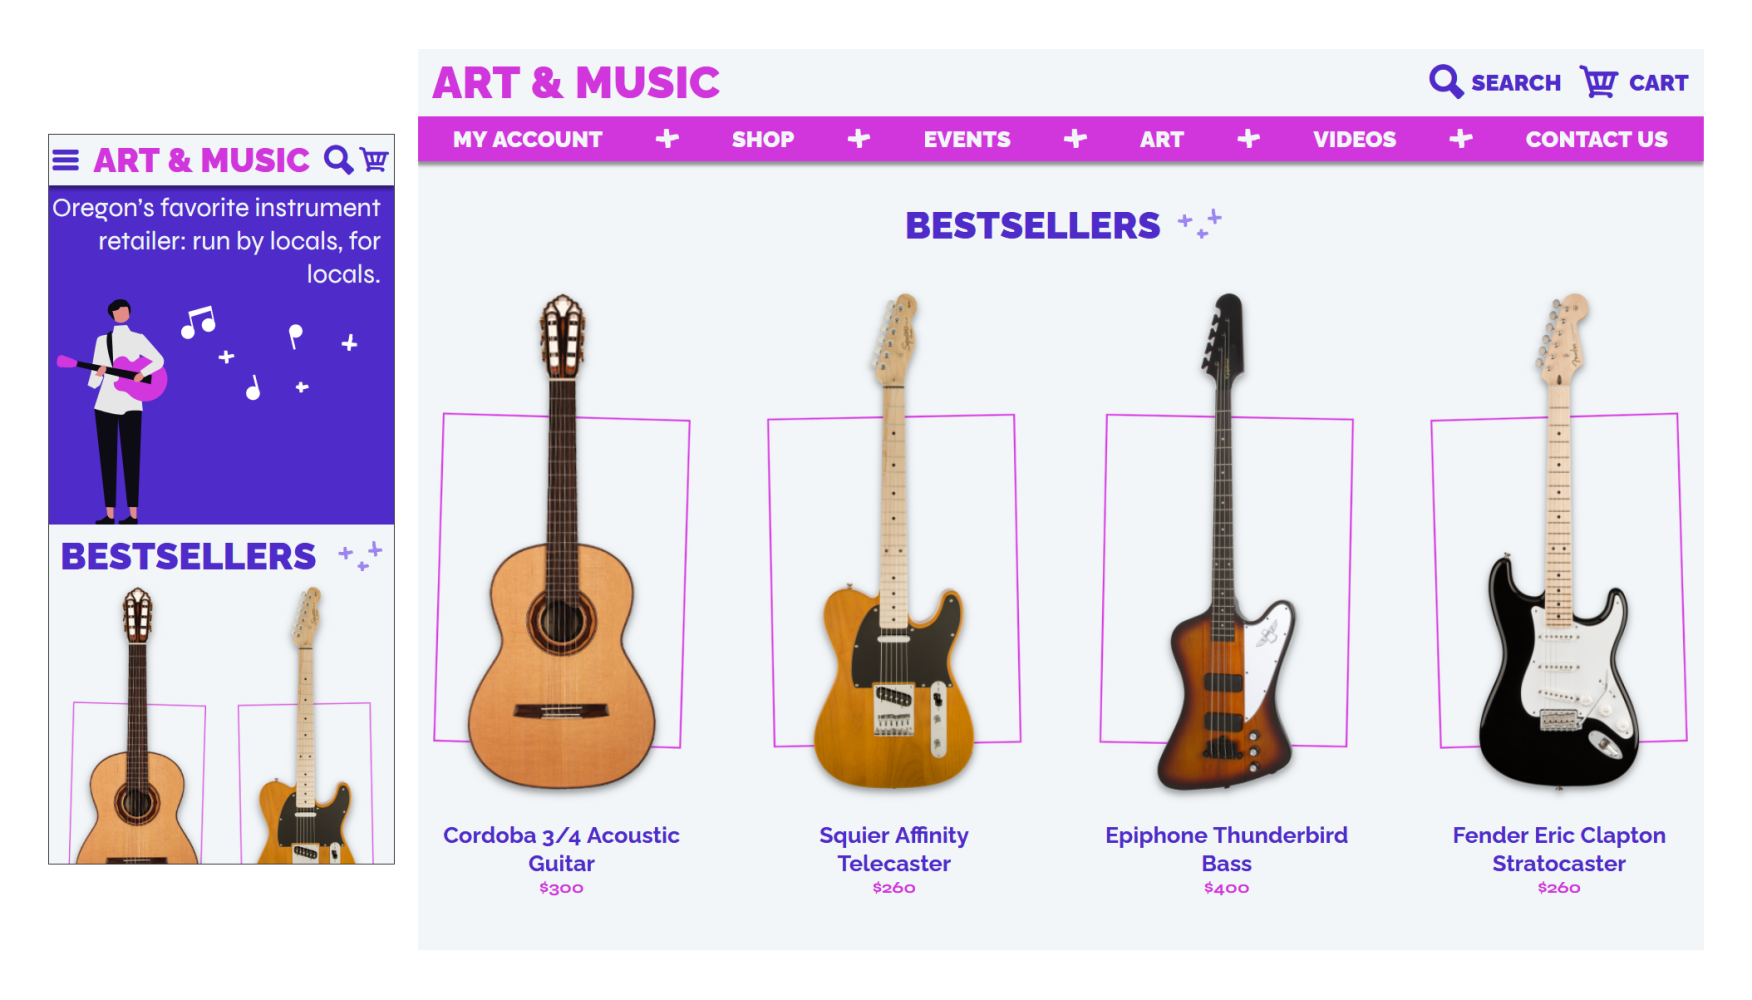 ART & MUSIC
Oregon's favorite instrument
retailer: run by locals, for
locals.
BESTSELLERS
ART & MUSIC
SEARCH
CART
MY ACCOUNT
SHOP
EVENTS
ART
VIDEOS
CONTACT US
BESTSELLERS
Cordoba 3/4 Acoustic
Guitar
$300
Squier Affinity
Telecaster
$260
Epiphone Thunderbird
Bass
$400
Fender Eric Clapton
Stratocaster
$260